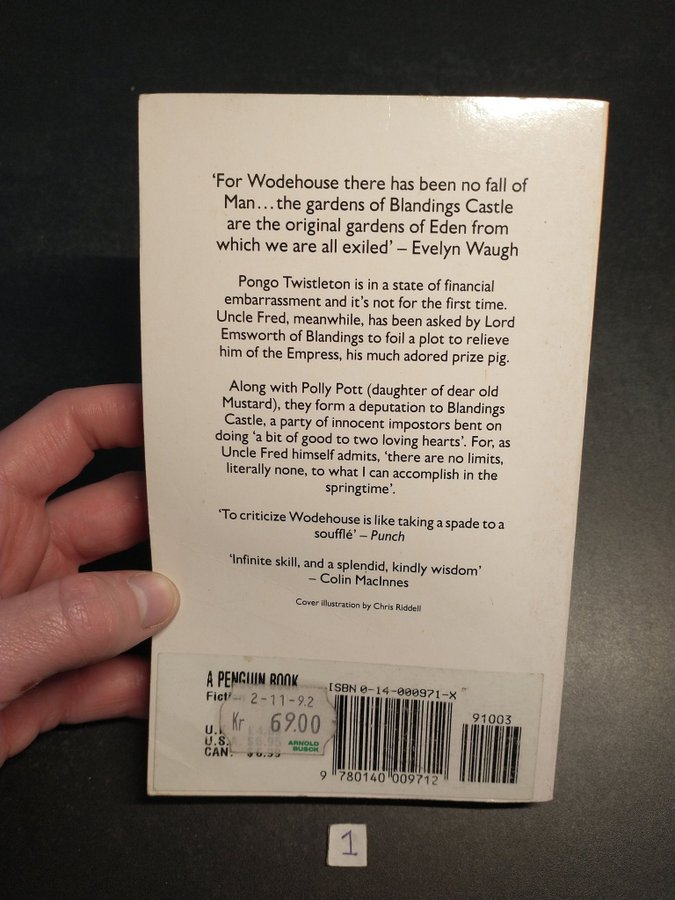 ‘For Wodehouse there has been no fall of
Man...the gardens of Blandings Castle
are the original gardens of Eden from
which we are all exiled’ – Evelyn Waugh
Pongo Twistleton is in a state of financial
embarrassment and it’s not for the first time.
Uncle Fred, meanwhile, has been asked by Lord
Emsworth of Blandings to foil a plot to relieve
him of the Empress, his much adored prize pig.
Along with Polly Pott (daughter of dear old
Mustard), they form a deputation to Blandings
Castle, a party of innocent impostors bent on
doing ‘a bit of good to two loving hearts’. For, as
Uncle Fred himself admits, ‘there are no limits,
literally none, to what I can accomplish in the
springtime’.
‘To criticize Wodehouse is like taking a spade to a
soufflé’ – Punch
‘Infinite skill, and a splendid, kindly wisdom’
– Colin MacInnes
Cover illustration by Chris Riddell
A PENGUIN BOOK
ISBN 0-14-000971-X
2-11-92
Kr 69.00
ARNOLD
BUSCK
CAN.
91003
9 780140 009712
1